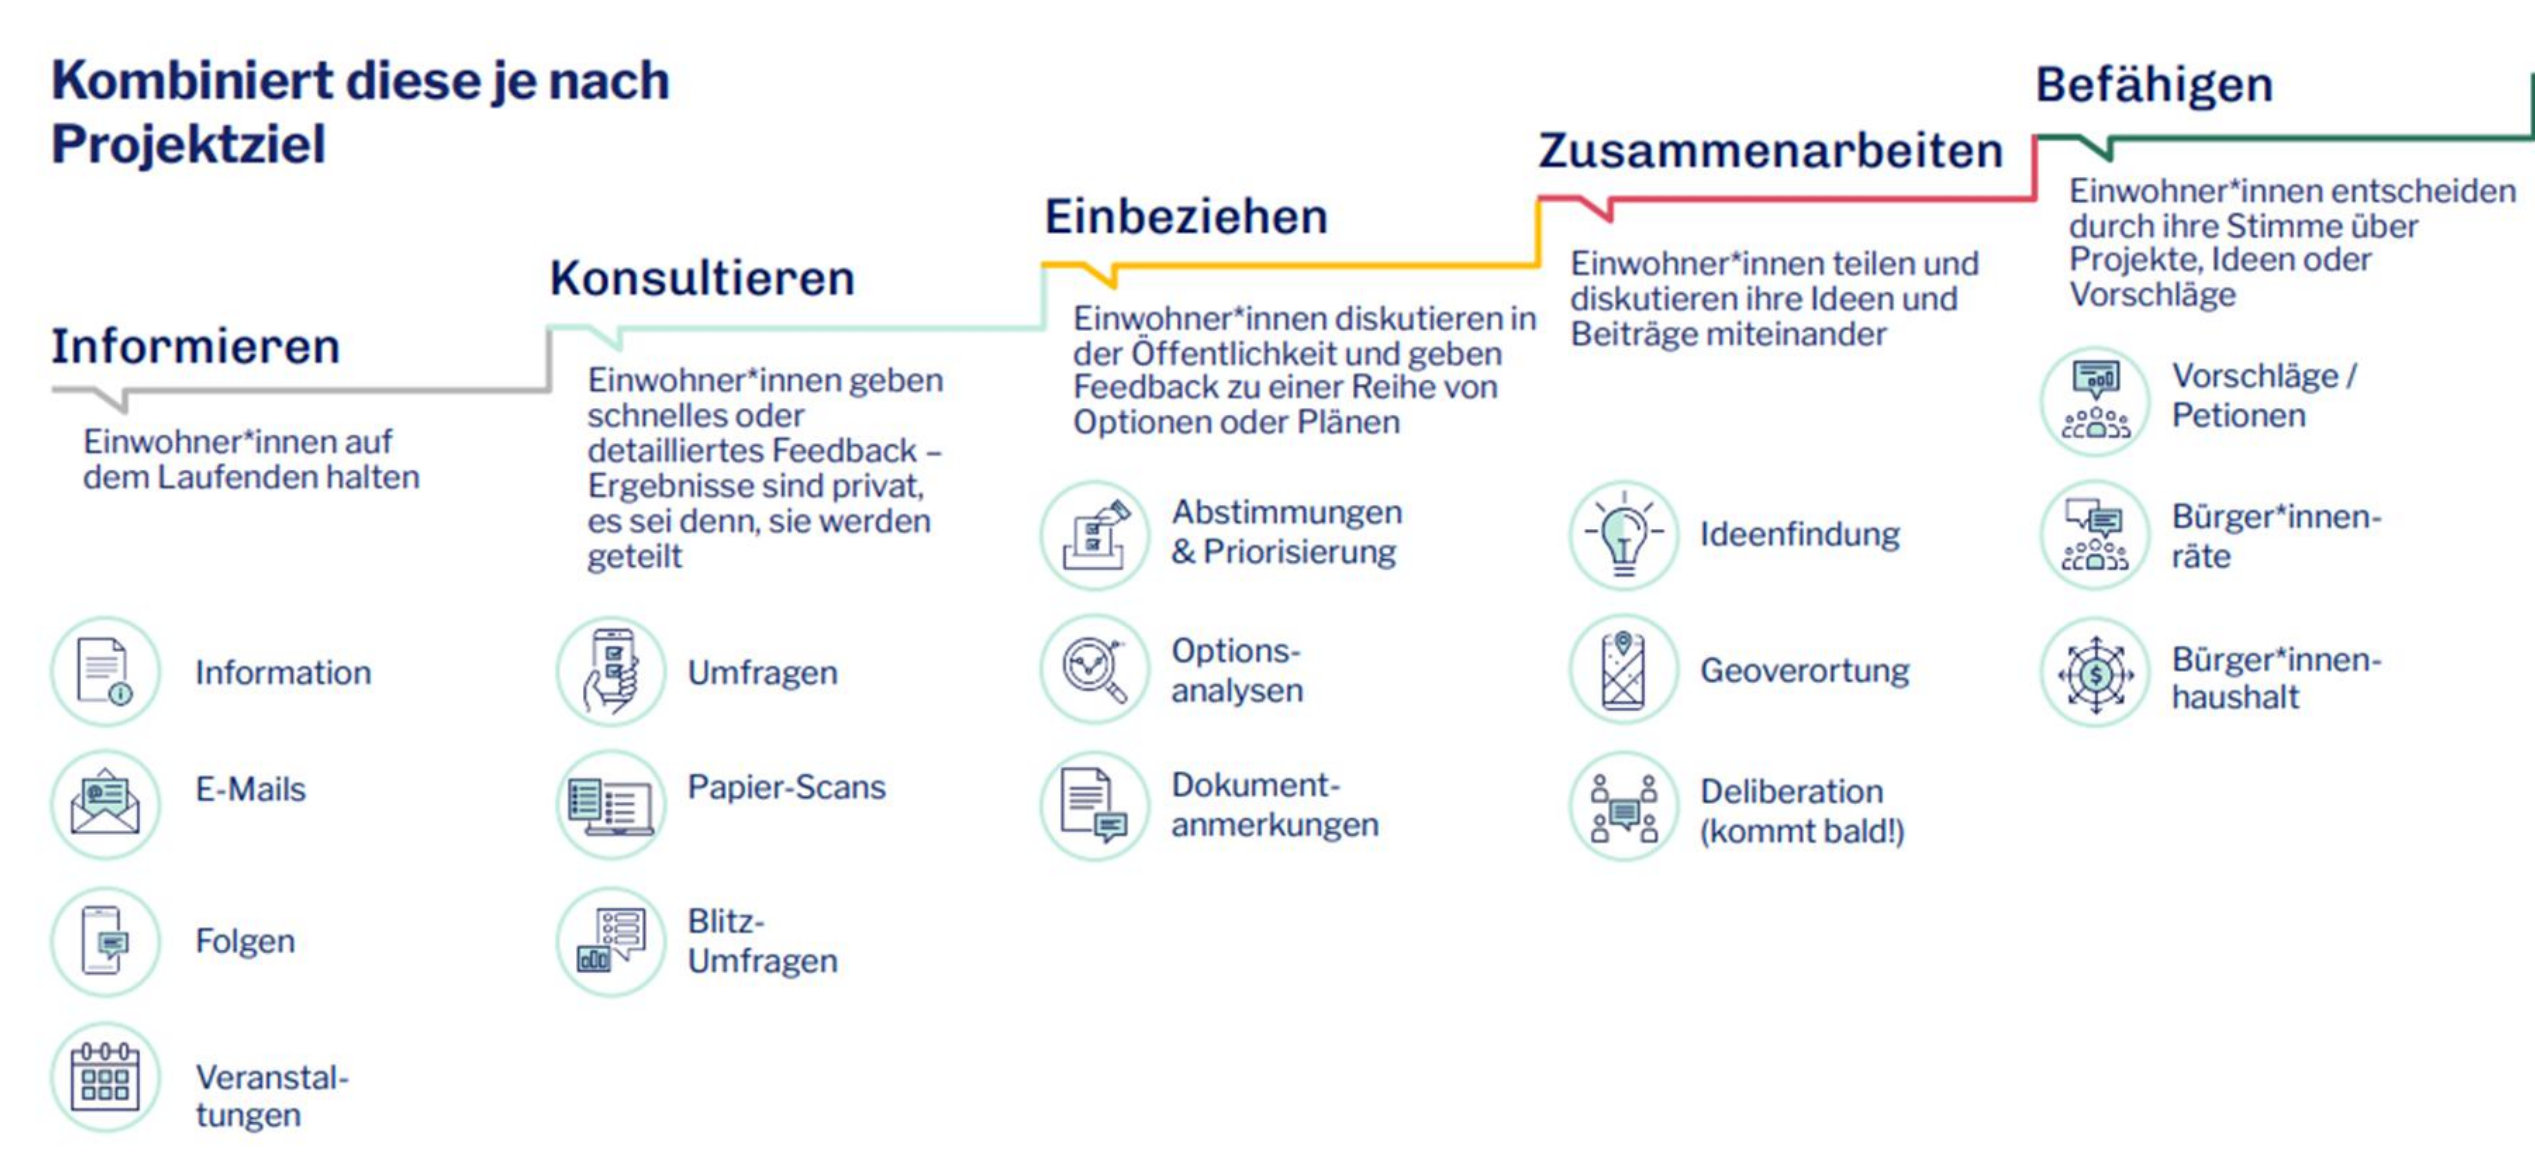 Kombiniert diese je nach
Projektziel
Informieren
Einwohner*innen auf
dem Laufenden halten
Information
E-Mails
Folgen
Veranstal-
tungen
Konsultieren
Einwohner*innen geben
schnelles oder
detailliertes Feedback –
Ergebnisse sind privat,
es sei denn, sie werden
geteilt
Umfragen
Papier-Scans
Blitz-
Umfragen
Einbeziehen
Einwohner*innen diskutieren in
der Öffentlichkeit und geben
Feedback zu einer Reihe von
Optionen oder Plänen
Abstimmungen
& Priorisierung
Options-
analysen
Dokument-
anmerkungen
Zusammenarbeiten
Einwohner*innen teilen und
diskutieren ihre Ideen und
Beiträge miteinander
Ideenfindung
Geoverortung
Deliberation
(kommt bald!)
Befähigen
Einwohner*innen entscheiden
durch ihre Stimme über
Projekte, Ideen oder
Vorschläge
Vorschläge /
Petionen
Bürger*innen-
räte
Bürger*innen-
haushalt